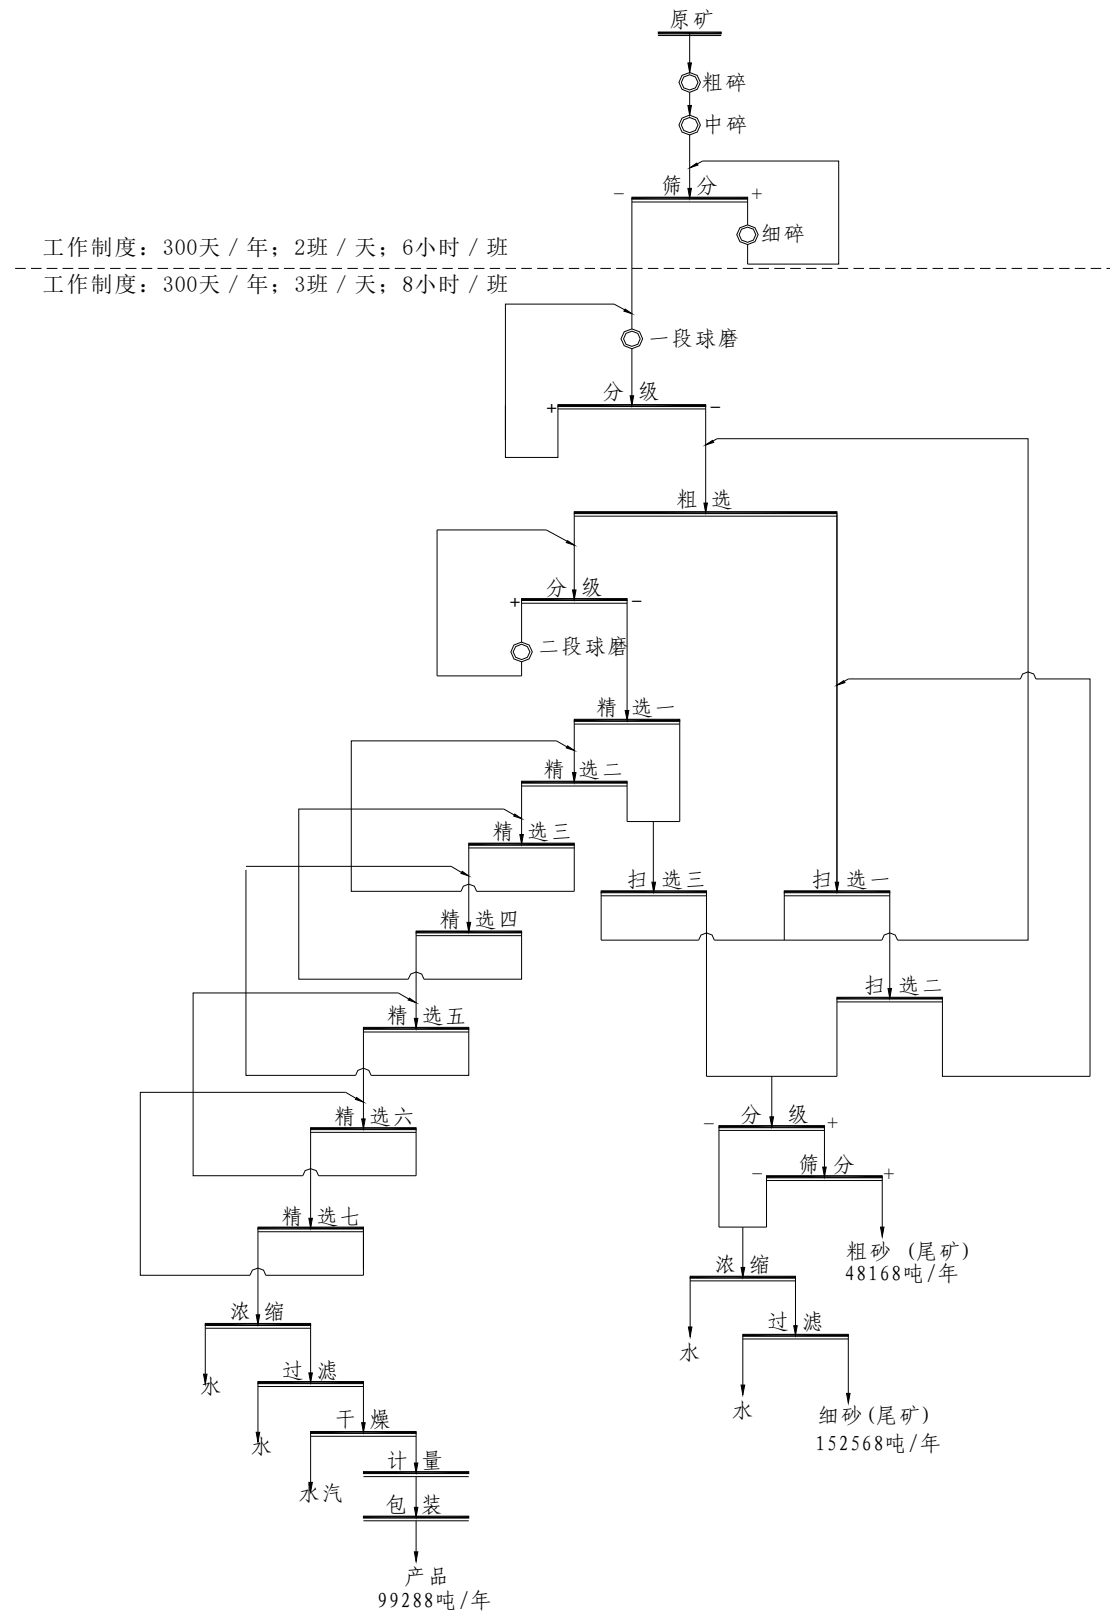 原矿
粗碎
中碎
- 筛分 +
细碎
工作制度：300天／年；2班／天；6小时／班
工作制度：300天／年；3班／天；8小时／班
一段球磨
+ 分级 -
粗选
+ 分级 -
二段球磨
精选一
精选二
精选三
扫选三
扫选一
精选四
扫选二
精选五
- 分级 +
精选六
- 筛分 +
精选七
粗砂 (尾矿)
48168吨/年
浓缩
浓缩
过滤
水
过滤
水
水
细砂(尾矿)
152568吨/年
干燥
水
计量
水汽
包装
产品
99288吨/年